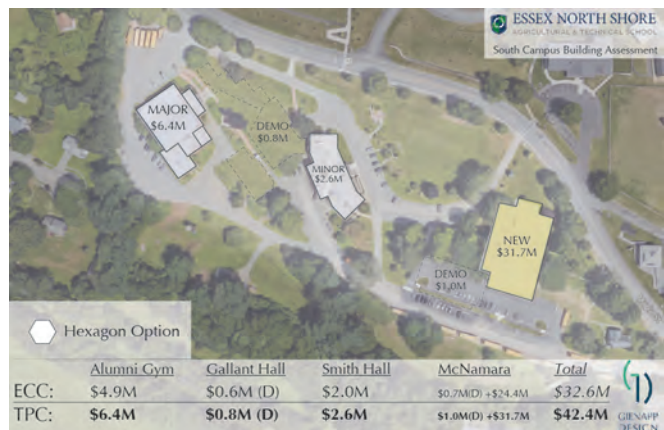 ESSEX NORTH SHORE
AGRICULTURAL & TECHNICAL SCHOOL
South Campus Building Assessment
MAJOR
$6.4M
DEMO
$0.8M
MINOR
$2.6M
NEW
$31.7M
DEMO
$1.0M
Hexagon Option
Alumni Gym Gallant Hall Smith Hall McNamara Total
ECC: $4.9M $0.6M (D) $2.0M $0.7M(D) +$24.4M $32.6M
TPC: $6.4M $0.8M (D) $2.6M $1.0M(D) +$31.7M $42.4M
GIENAPP
DESIGN